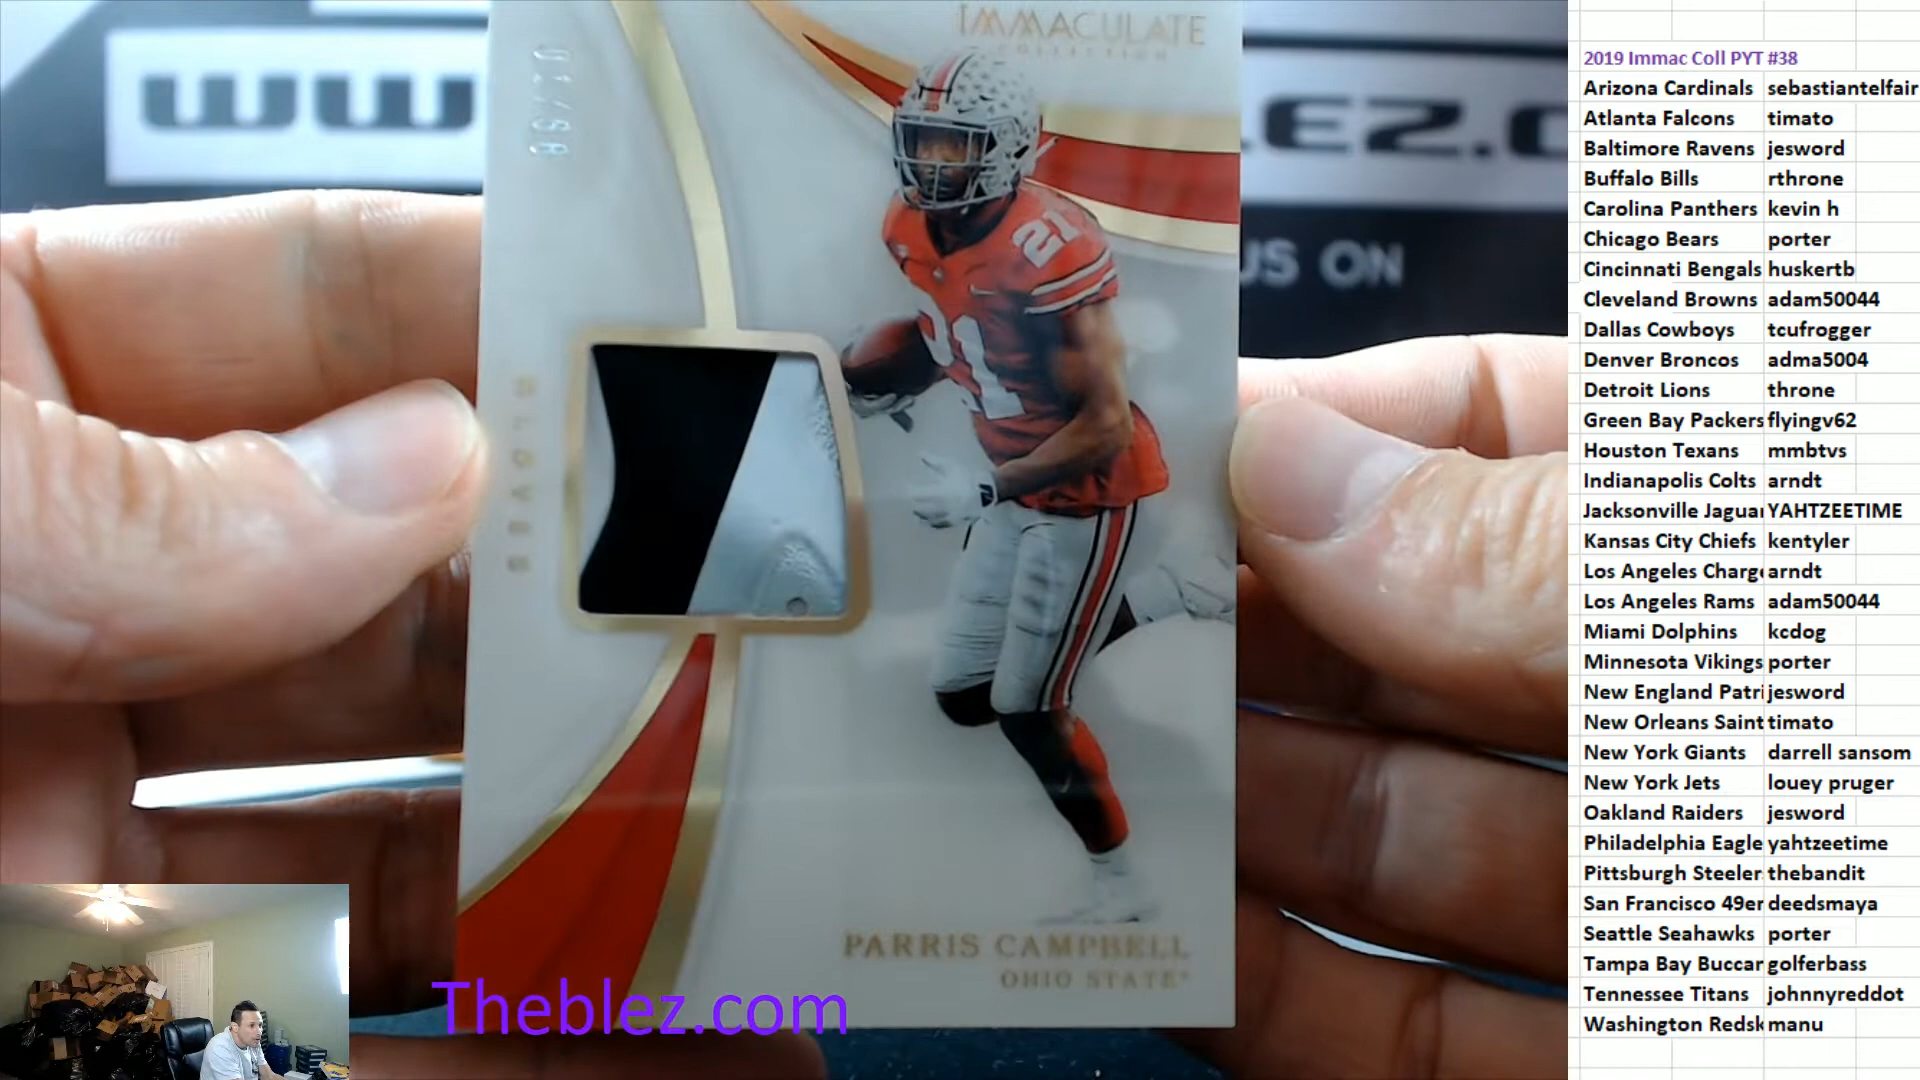 IMMACULATE
COLLECTION
WW
EZ.C
US ON
21
21
GLOVES
PARRIS CAMPBELL
OHIO STATE
Theblez.com
2019 Immac Coll PYT #38
Arizona Cardinals sebastiantelfair
Atlanta Falcons timato
Baltimore Ravens jesword
Buffalo Bills rthrone
Carolina Panthers kevin h
Chicago Bears porter
Cincinnati Bengals huskertb
Cleveland Browns adam50044
Dallas Cowboys tcufrogger
Denver Broncos adma5004
Detroit Lions throne
Green Bay Packers flyingv62
Houston Texans mmbtvs
Indianapolis Colts arndt
Jacksonville Jaguar YAHTZEETIME
Kansas City Chiefs kentyler
Los Angeles Charge arndt
Los Angeles Rams adam50044
Miami Dolphins kcdog
Minnesota Vikings porter
New England Patri jesword
New Orleans Saint timato
New York Giants darrell sansom
New York Jets louey pruger
Oakland Raiders jesword
Philadelphia Eagle yahtzeetime
Pittsburgh Steeler thebandit
San Francisco 49er deedsmaya
Seattle Seahawks porter
Tampa Bay Buccar golferbass
Tennessee Titans johnnyreddot
Washington Redsk manu